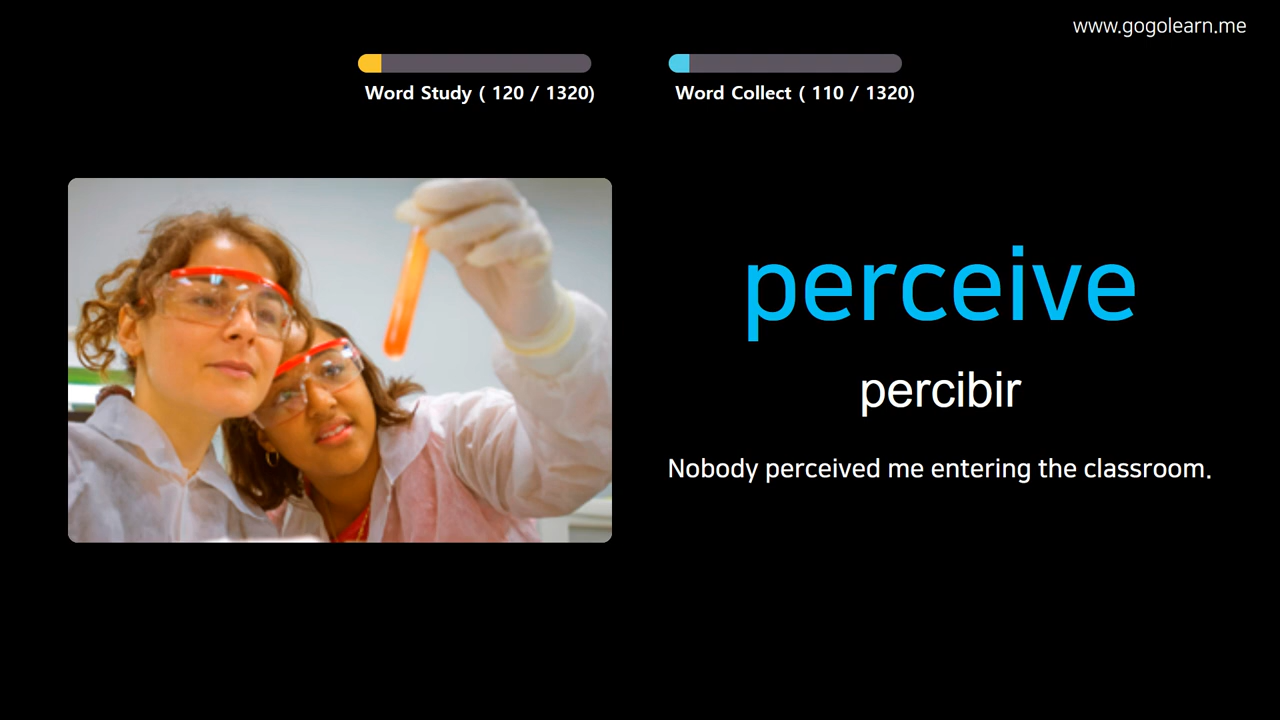 www.gogolearn.me
Word Study ( 120 / 1320)
Word Collect ( 110 / 1320)
perceive
percibir
Nobody perceived me entering the classroom.